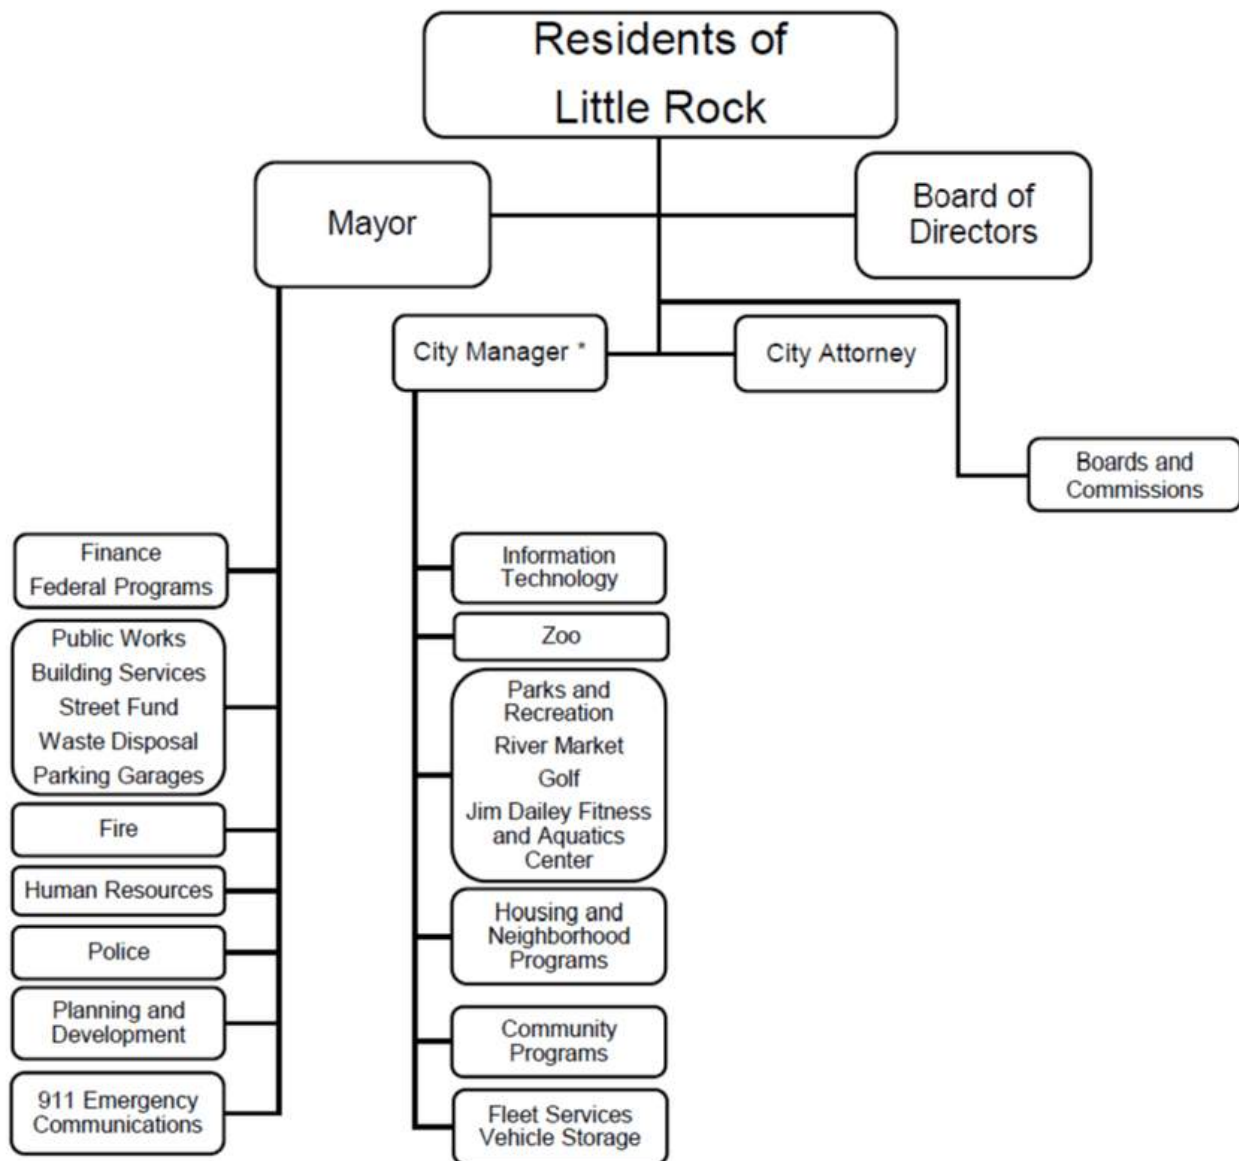 Residents of
Little Rock
Mayor
Board of
Directors
City Manager *
City Attorney
Boards and
Commissions
Finance
Federal Programs
Public Works
Building Services
Street Fund
Waste Disposal
Parking Garages
Fire
Human Resources
Police
Planning and
Development
911 Emergency
Communications
Information
Technology
Zoo
Parks and
Recreation
River Market
Golf
Jim Dailey Fitness
and Aquatics
Center
Housing and
Neighborhood
Programs
Community
Programs
Fleet Services
Vehicle Storage